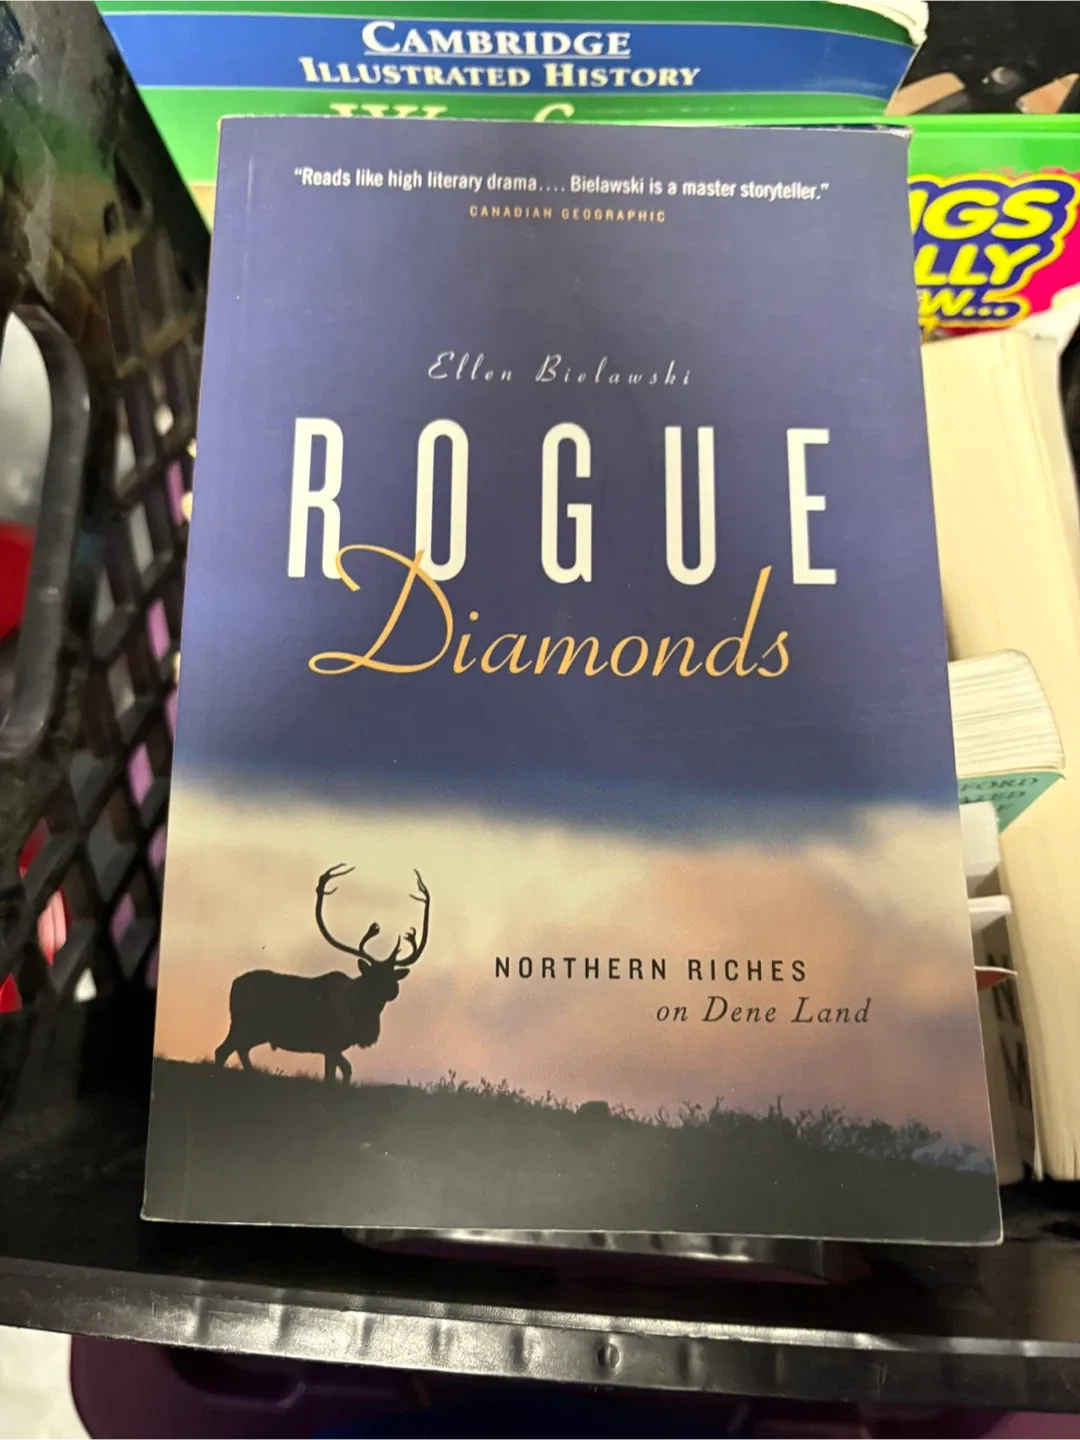 CAMBRIDGE
ILLUSTRATED HISTORY
"Reads like high literary drama.... Bielawski is a master storyteller."
CANADIAN GEOGRAPHIC
Ellen Bielawski
ROGUE
Diamonds
NORTHERN RICHES
on Dene Land